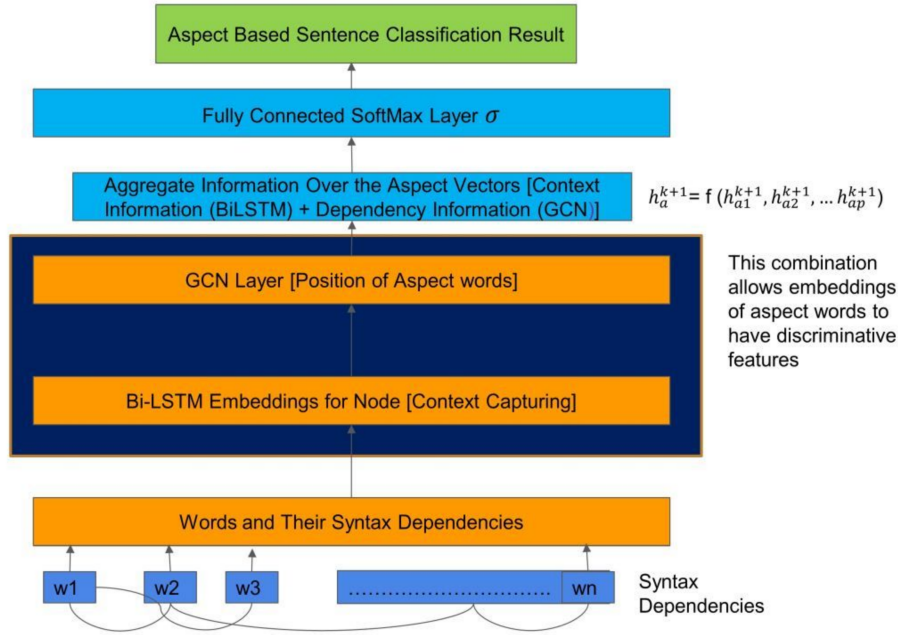 Aspect Based Sentence Classification Result
Fully Connected SoftMax Layer σ
Aggregate Information Over the Aspect Vectors [Context
Information (BiLSTM) + Dependency Information (GCN)]
h_a^{k+1} = f (h_{a1}^{k+1}, h_{a2}^{k+1}, … h_{ap}^{k+1})
GCN Layer [Position of Aspect words]
This combination
allows embeddings
of aspect words to
have discriminative
features
Bi-LSTM Embeddings for Node [Context Capturing]
Words and Their Syntax Dependencies
w1 w2 w3 ............................... wn
Syntax
Dependencies